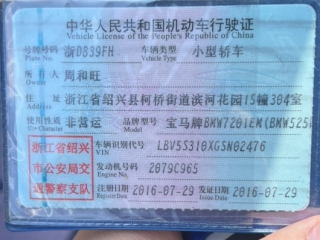 中华人民共和国机动车行驶证
Vehicle License of the People's Republic of China
号牌号码 浙DB39FH 车辆类型 小型轿车
Plate No. Vehicle Type
所有人 周和旺
Owner
住址 浙江省绍兴县柯桥街道滨河花园15幢304室
Address
使用性质 非营运 品牌型号 宝马牌BMW7201EM(BMW525
Use Character Model
浙江省绍兴
市公安局交
通警察支队
车辆识别代号 LBV5S310XGSN02476
VIN
发动机号码 2079C965
Engine No.
注册日期 2016-07-29 发证日期 2016-07-29
Register Date Issue Date